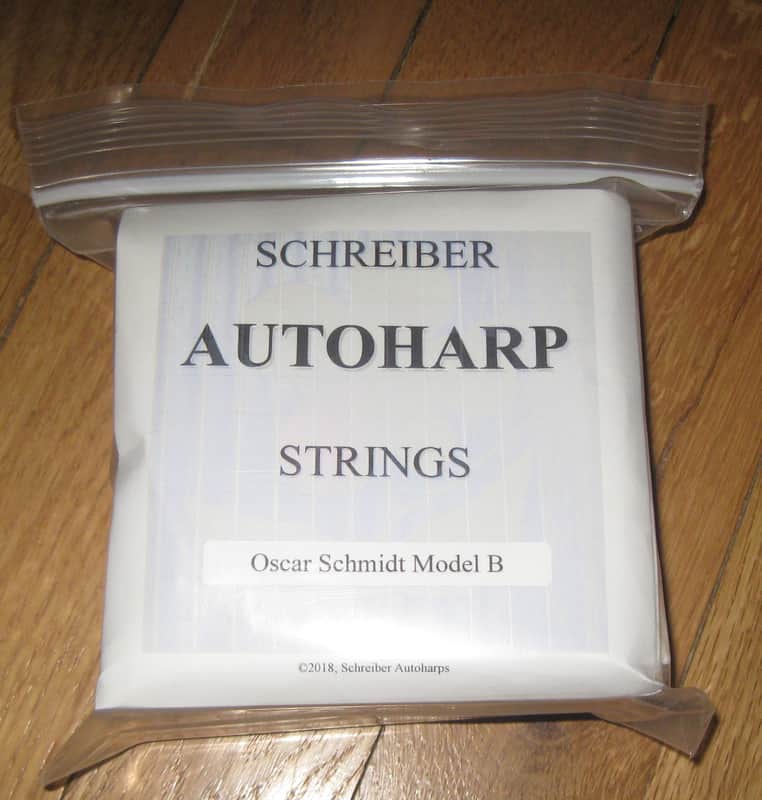 SCHREIBER
AUTOHARP
STRINGS
Oscar Schmidt Model B
©2018, Schreiber Autoharps